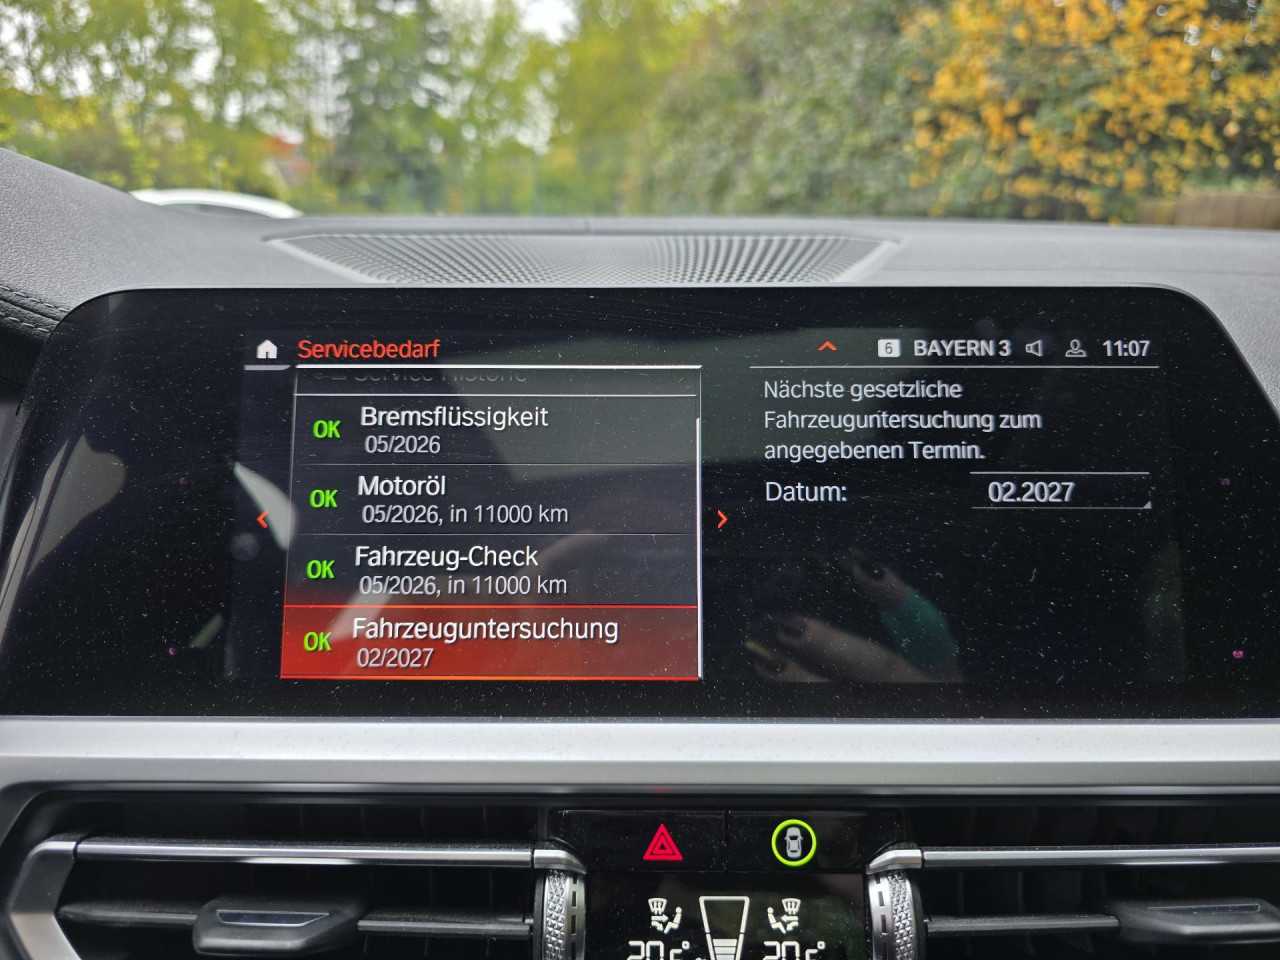 Servicebedarf
6 BAYERN 3 11:07
Service Historie
OK Bremsflüssigkeit
05/2026
OK Motoröl
05/2026, in 11000 km
OK Fahrzeug-Check
05/2026, in 11000 km
OK Fahrzeuguntersuchung
02/2027
Nächste gesetzliche
Fahrzeuguntersuchung zum
angegebenen Termin.
Datum: 02.2027